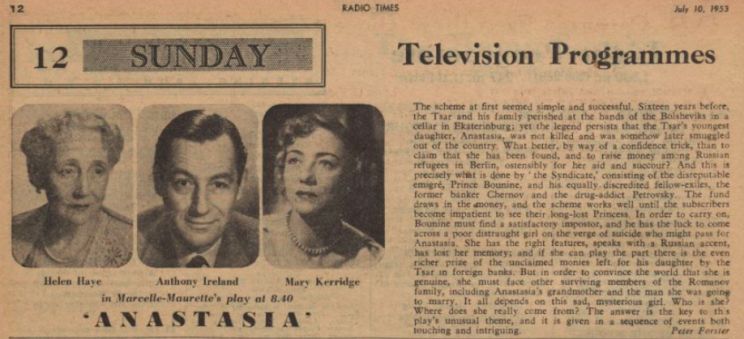 12
RADIO TIMES
July 10, 1953
12 SUNDAY
Television Programmes
Helen Haye
Anthony Ireland
Mary Kerridge
in Marcelle-Maurette's play at 8.40
'ANASTASIA'
The scheme at first seemed simple and successful. Sixteen years before,
the Tsar and his family perished at the hands of the Bolsheviks in a
cellar in Ekaterinburg; yet the legend persists that the Tsar's youngest
daughter, Anastasia, was not killed and was somehow later smuggled
out of the country. What better, by way of a confidence trick, than to
claim that she has been found, and to raise money among Russian
refugees in Berlin, ostensibly for her aid and succour? And this is
precisely what is done by 'the Syndicate,' consisting of the disreputable
emigré, Prince Bounine, and his equally discredited fellow-exiles, the
former banker Chernov and the drug-addict Petrovsky. The fund
draws in the money, and the scheme works well until the subscribers
become impatient to see their long-lost Princess. In order to carry on,
Bounine must find a satisfactory impostor, and he has the luck to come
across a poor distraught girl on the verge of suicide who might pass for
Anastasia. She has the right features, speaks with a Russian accent,
has lost her memory; and if she can play the part there is the even
richer prize of the unclaimed monies left for his daughter by the
Tsar in foreign banks. But in order to convince the world that she is
genuine, she must face other surviving members of the Romanov
family, including Anastasia's grandmother and the man she was going
to marry. It all depends on this sad, mysterious girl. Who is she?
Where does she really come from? The answer is the key to this
play's unusual theme, and it is given in a sequence of events both
touching and intriguing.
Peter Forster